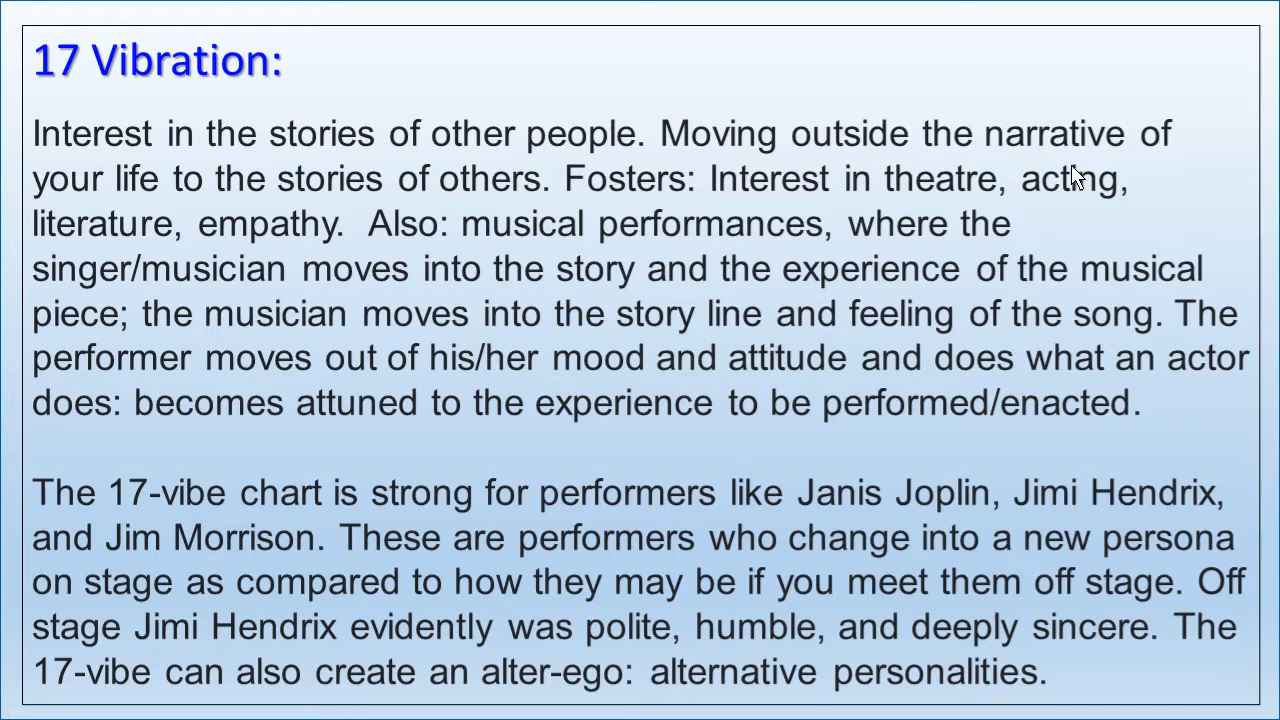 17 Vibration:
Interest in the stories of other people. Moving outside the narrative of
your life to the stories of others. Fosters: Interest in theatre, acting,
literature, empathy.  Also: musical performances, where the
singer/musician moves into the story and the experience of the musical
piece; the musician moves into the story line and feeling of the song. The
performer moves out of his/her mood and attitude and does what an actor
does: becomes attuned to the experience to be performed/enacted.
The 17-vibe chart is strong for performers like Janis Joplin, Jimi Hendrix,
and Jim Morrison. These are performers who change into a new persona
on stage as compared to how they may be if you meet them off stage. Off
stage Jimi Hendrix evidently was polite, humble, and deeply sincere. The
17-vibe can also create an alter-ego:  alternative personalities.